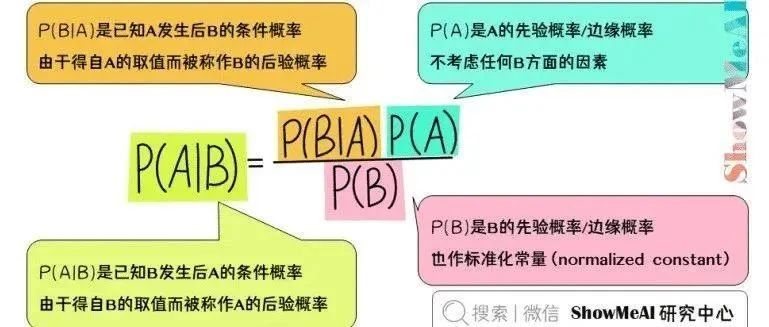 P(B|A)是已知A发生后B的条件概率
由于得自A的取值而被称作B的后验概率
P(A)是A的先验概率/边缘概率
不考虑任何B方面的因素
ShowMeAI
P(A|B)=
P(B|A) P(A)
P(B)
P(B)是B的先验概率/边缘概率
也作标准化常量(normalized constant)
P(A|B)是已知B发生后A的条件概率
由于得自B的取值而被称作A的后验概率
搜索|微信 ShowMeAI 研究中心